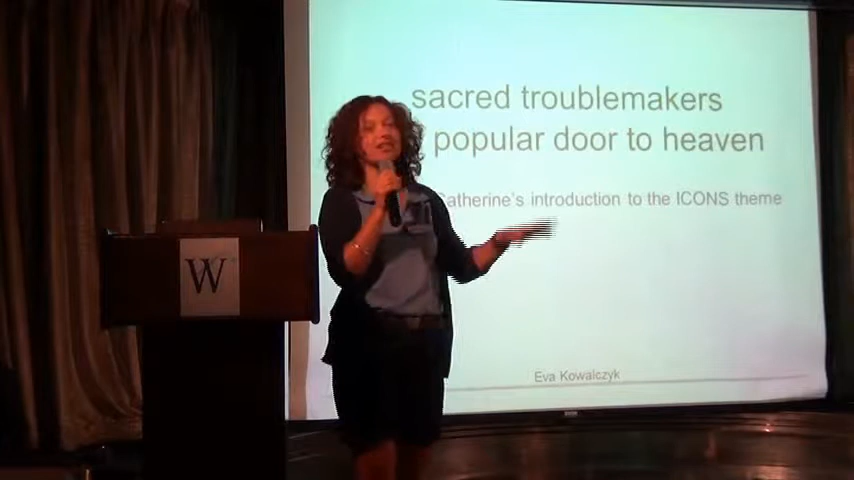 sacred troublemakers
popular door to heaven
Catherine's introduction to the ICONS theme
Eva Kowalczyk
W